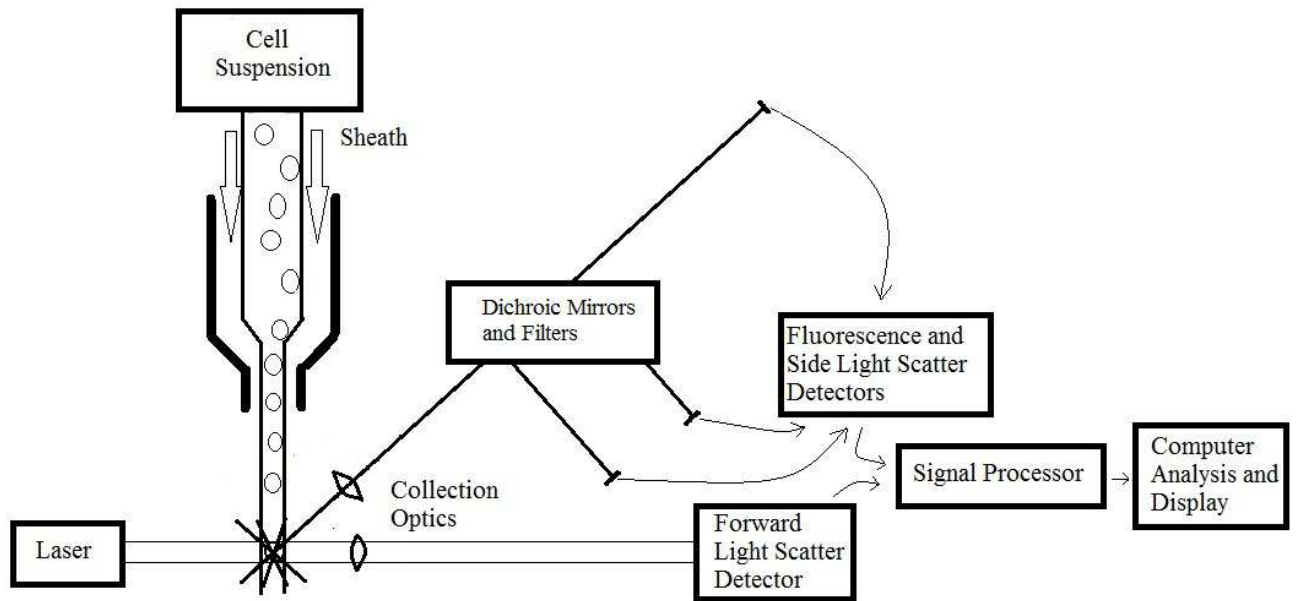 Cell
Suspension
Sheath
Dichroic Mirrors
and Filters
Fluorescence and
Side Light Scatter
Detectors
Collection
Optics
Signal Processor
Computer
Analysis and
Display
Laser
Forward
Light Scatter
Detector